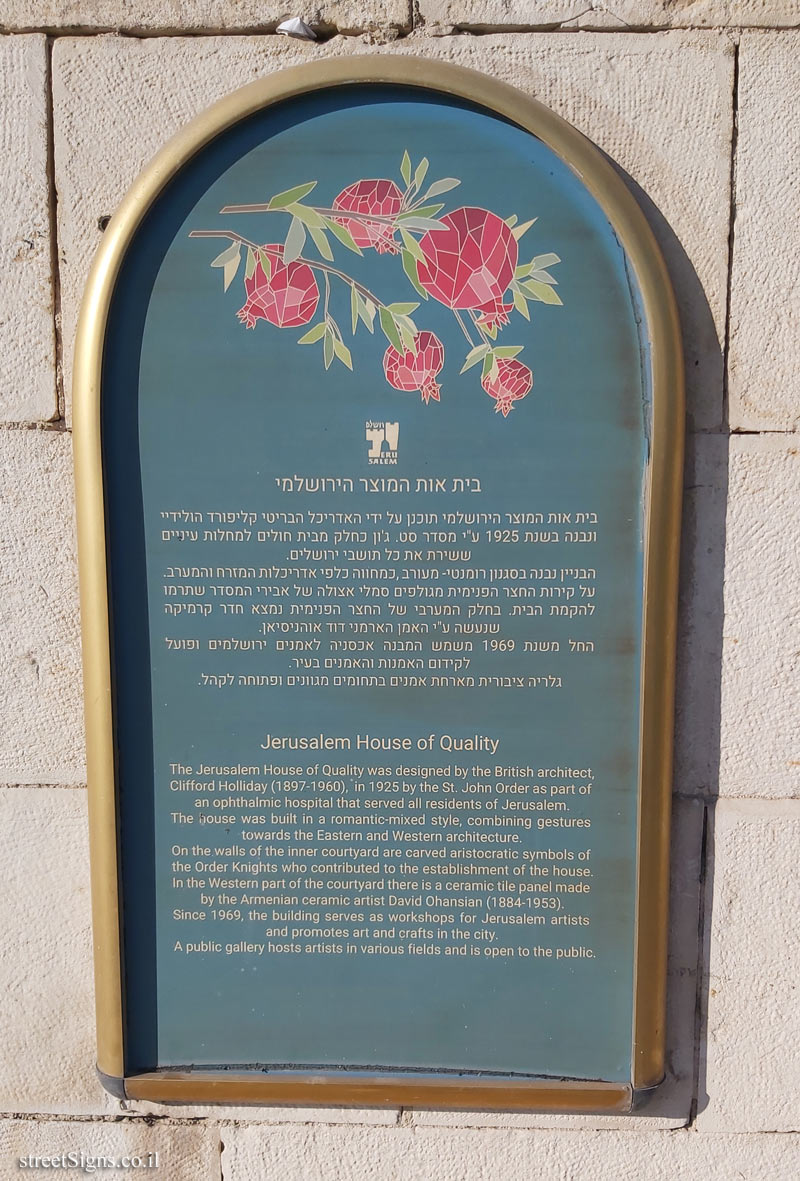 ירושלם
JERU
SALEM
בית אות המוצר הירושלמי
בית אות המוצר הירושלמי תוכנן על ידי האדריכל הבריטי קליפורד הולידיי
ונבנה בשנת 1925 ע"י מסדר סט. ג'ון כחלק מבית חולים למחלות עיניים
ששירת את כל תושבי ירושלים.
הבניין נבנה בסגנון רומנטי- מעורב ,כמחווה כלפי אדריכלות המזרח והמערב.
על קירות החצר הפנימית מגולפים סמלי אצולה של אבירי המסדר שתרמו
להקמת הבית. בחלק המערבי של החצר הפנימית נמצא חדר קרמיקה
שנעשה ע"י האמן הארמני דוד אוהניסיאן.
החל משנת 1969 משמש המבנה אכסניה לאמנים ירושלמים ופועל
לקידום האמנות והאמנים בעיר.
גלריה ציבורית מארחת אמנים בתחומים מגוונים ופתוחה לקהל.
Jerusalem House of Quality
The Jerusalem House of Quality was designed by the British architect,
Clifford Holliday (1897-1960), in 1925 by the St. John Order as part of
an ophthalmic hospital that served all residents of Jerusalem.
The house was built in a romantic-mixed style, combining gestures
towards the Eastern and Western architecture.
On the walls of the inner courtyard are carved aristocratic symbols of
the Order Knights who contributed to the establishment of the house.
In the Western part of the courtyard there is a ceramic tile panel made
by the Armenian ceramic artist David Ohansian (1884-1953).
Since 1969, the building serves as workshops for Jerusalem artists
and promotes art and crafts in the city.
A public gallery hosts artists in various fields and is open to the public.
streetSigns.co.il